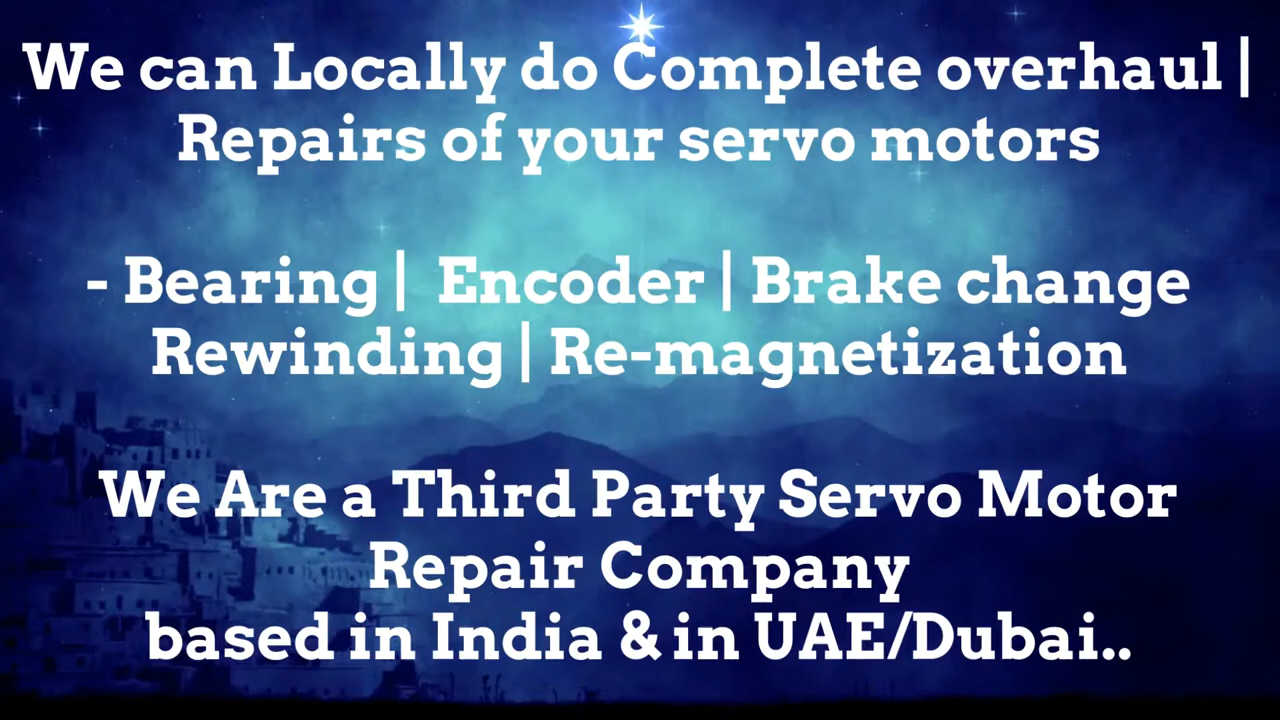 We can Locally do Complete overhaul |
Repairs of your servo motors
- Bearing | Encoder | Brake change
Rewinding | Re-magnetization
We Are a Third Party Servo Motor
Repair Company
based in India & in UAE/Dubai..